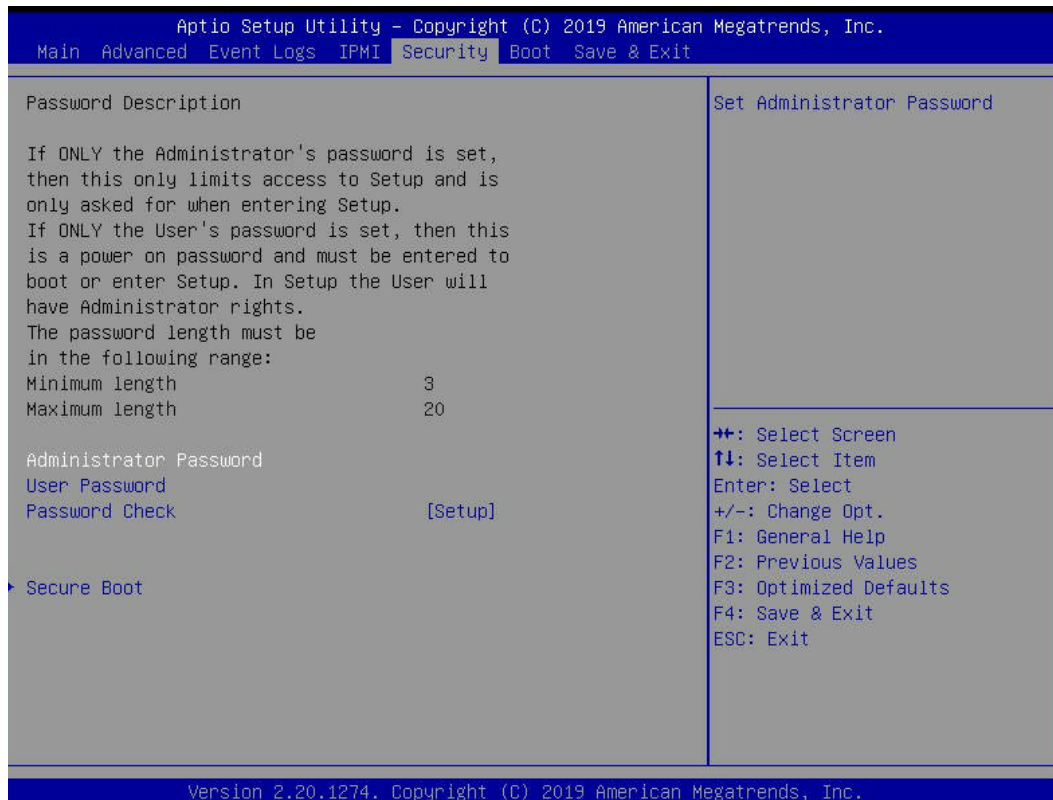 Aptio Setup Utility – Copyright (C) 2019 American Megatrends, Inc.
Main Advanced Event Logs IPMI Security Boot Save & Exit
Password Description
If ONLY the Administrator's password is set,
then this only limits access to Setup and is
only asked for when entering Setup.
If ONLY the User's password is set, then this
is a power on password and must be entered to
boot or enter Setup. In Setup the User will
have Administrator rights.
The password length must be
in the following range:
Minimum length 3
Maximum length 20
Administrator Password
User Password
Password Check [Setup]
Secure Boot
Set Administrator Password
→←: Select Screen
↑↓: Select Item
Enter: Select
+/-: Change Opt.
F1: General Help
F2: Previous Values
F3: Optimized Defaults
F4: Save & Exit
ESC: Exit
Version 2.20.1274. Copyright (C) 2019 American Megatrends, Inc.